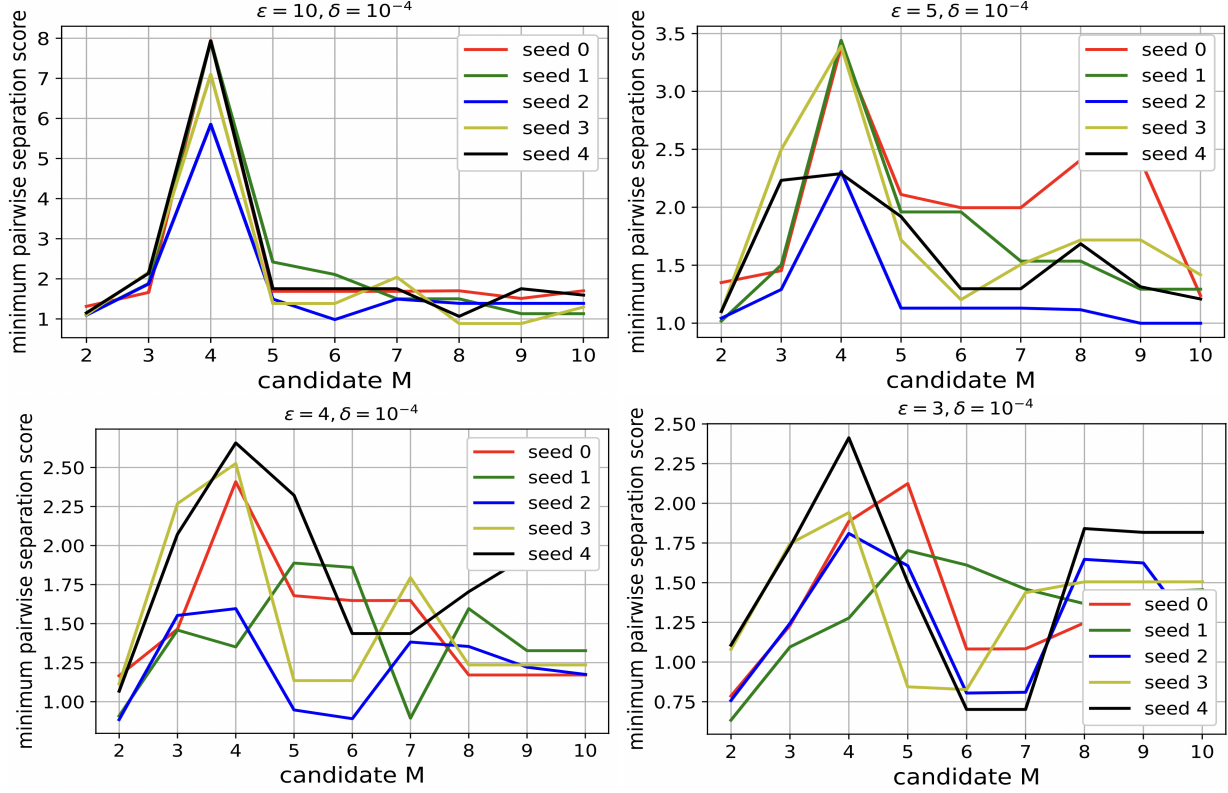 ε = 10, δ = 10⁻⁴
minimum pairwise separation score
8
7
6
5
4
3
2
1
2 3 4 5 6 7 8 9 10
candidate M
seed 0
seed 1
seed 2
seed 3
seed 4
ε = 5, δ = 10⁻⁴
minimum pairwise separation score
3.5
3.0
2.5
2.0
1.5
1.0
2 3 4 5 6 7 8 9 10
candidate M
seed 0
seed 1
seed 2
seed 3
seed 4
ε = 4, δ = 10⁻⁴
minimum pairwise separation score
2.50
2.25
2.00
1.75
1.50
1.25
1.00
2 3 4 5 6 7 8 9 10
candidate M
seed 0
seed 1
seed 2
seed 3
seed 4
ε = 3, δ = 10⁻⁴
minimum pairwise separation score
2.50
2.25
2.00
1.75
1.50
1.25
1.00
0.75
2 3 4 5 6 7 8 9 10
candidate M
seed 0
seed 1
seed 2
seed 3
seed 4